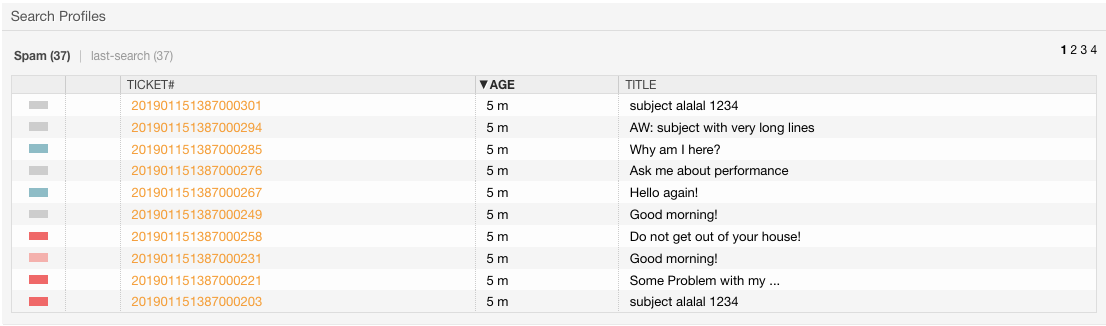 Search Profiles
Spam (37) | last-search (37)
1 2 3 4
TICKET# ▼AGE TITLE
201901151387000301 5 m subject alalal 1234
201901151387000294 5 m AW: subject with very long lines
201901151387000285 5 m Why am I here?
201901151387000276 5 m Ask me about performance
201901151387000267 5 m Hello again!
201901151387000249 5 m Good morning!
201901151387000258 5 m Do not get out of your house!
201901151387000231 5 m Good morning!
201901151387000221 5 m Some Problem with my ...
201901151387000203 5 m subject alalal 1234